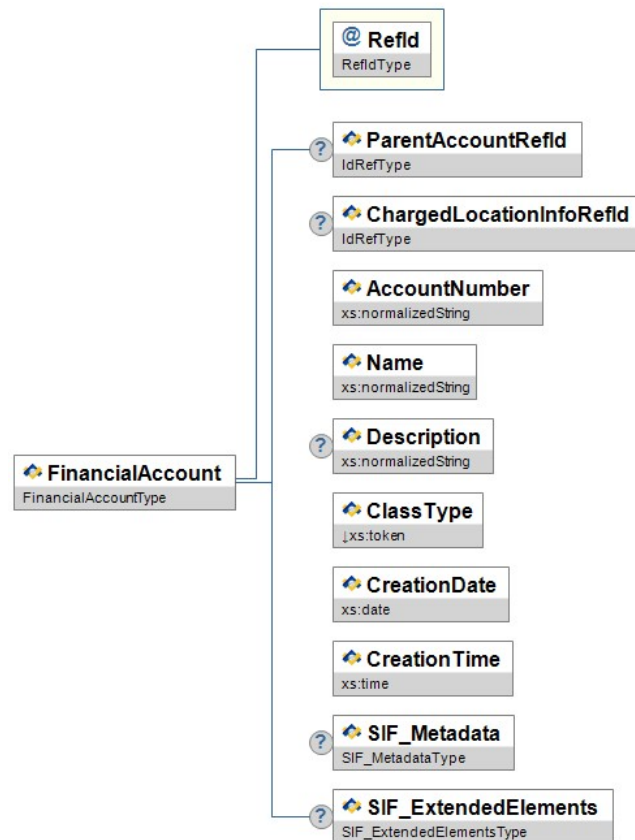 @ RefId
RefIdType
? ParentAccountRefId
IdRefType
? ChargedLocationInfoRefId
IdRefType
AccountNumber
xs:normalizedString
Name
xs:normalizedString
? Description
xs:normalizedString
FinancialAccount
FinancialAccountType
ClassType
↓xs:token
CreationDate
xs:date
CreationTime
xs:time
? SIF_Metadata
SIF_MetadataType
? SIF_ExtendedElements
SIF_ExtendedElementsType